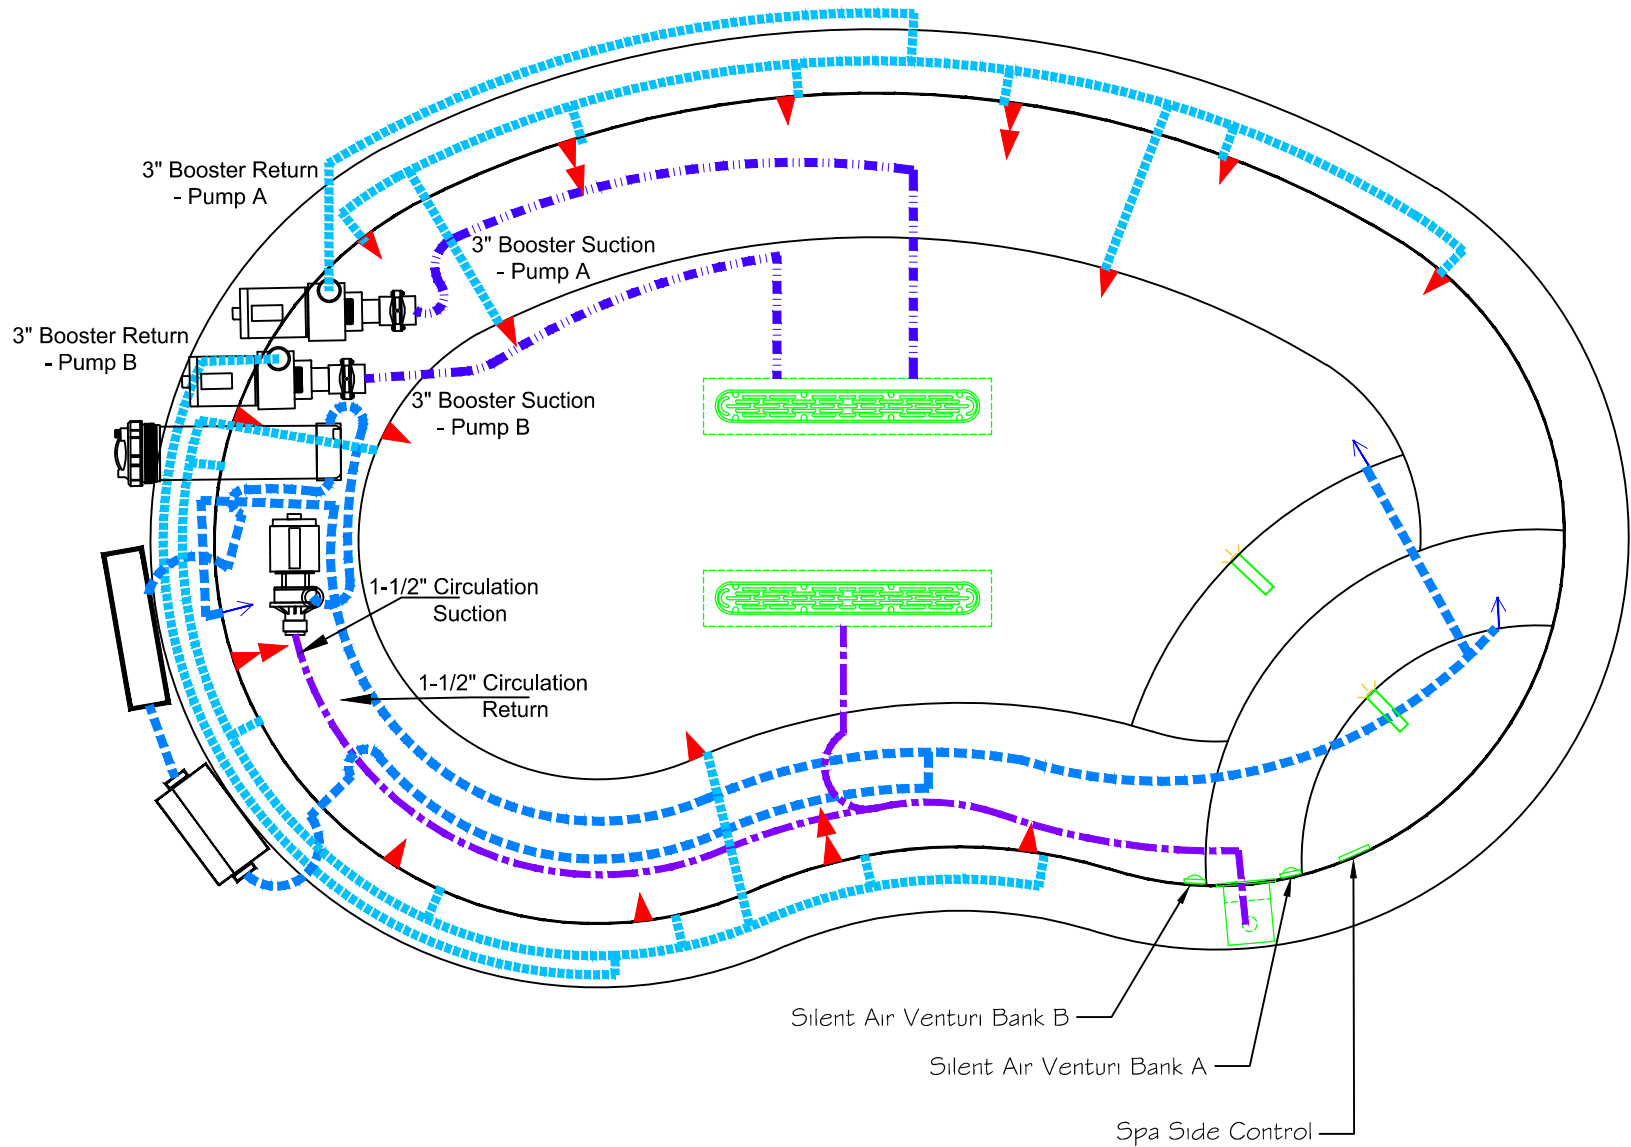 3" Booster Return
- Pump A
3" Booster Suction
- Pump A
3" Booster Return
- Pump B
3" Booster Suction
- Pump B
1-1/2" Circulation
Suction
1-1/2" Circulation
Return
Silent Air Venturi Bank B
Silent Air Venturi Bank A
Spa Side Control